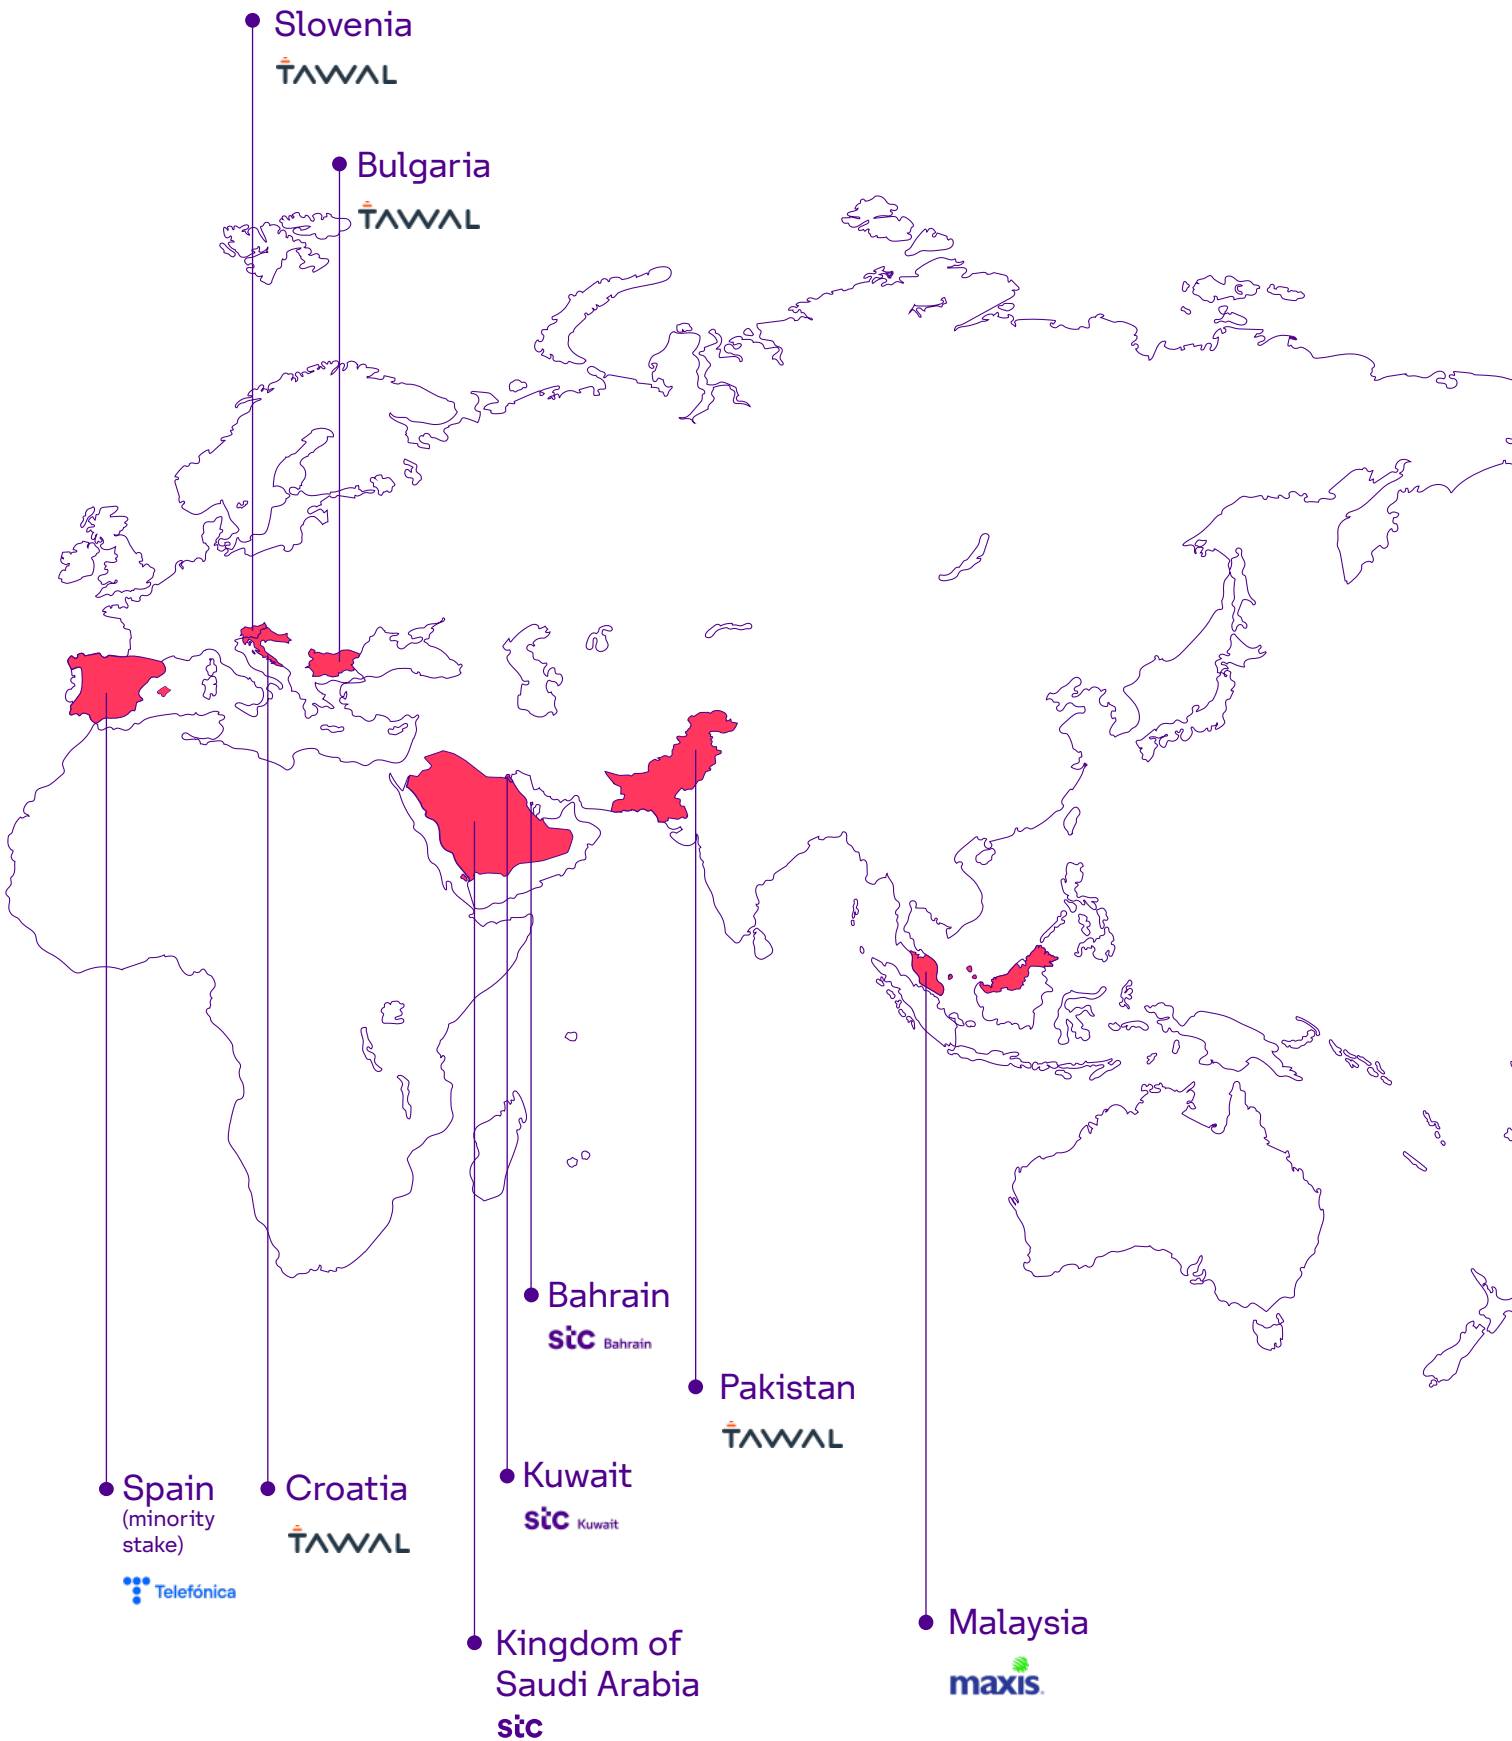 Slovenia
TAWAL
Bulgaria
TAWAL
Bahrain
stc Bahrain
Pakistan
TAWAL
Kuwait
stc Kuwait
Spain
(minority
stake)
Telefónica
Croatia
TAWAL
Kingdom of
Saudi Arabia
stc
Malaysia
maxis